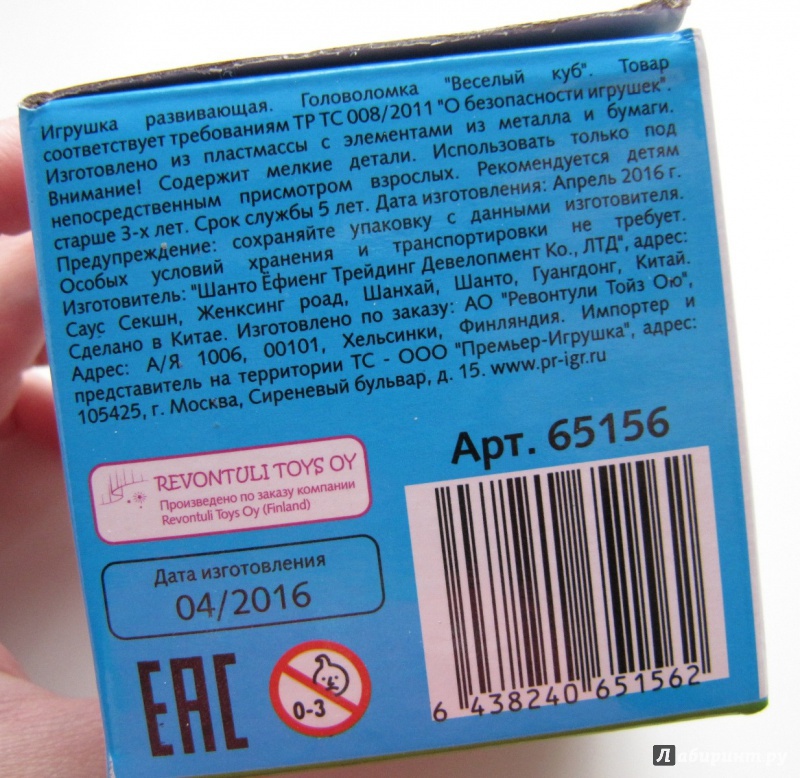 Игрушка развивающая. Головоломка "Веселый куб". Товар
соответствует требованиям ТР ТС 008/2011 "О безопасности игрушек".
Изготовлено из пластмассы с элементами из металла и бумаги.
Внимание! Содержит мелкие детали. Использовать только под
непосредственным присмотром взрослых. Рекомендуется детям
старше 3-х лет. Срок службы 5 лет. Дата изготовления: Апрель 2016 г.
Предупреждение: сохраняйте упаковку с данными изготовителя.
Особых условий хранения и транспортировки не требует.
Изготовитель: "Шанто Ёфиенг Трейдинг Девелопмент Ко., ЛТД", адрес:
Саус Секшн, Женксинг роад, Шанхай, Шанто, Гуангдонг, Китай.
Сделано в Китае. Изготовлено по заказу: АО "Ревонтули Тойз Ою",
Адрес: А/Я 1006, 00101, Хельсинки, Финляндия. Импортер и
представитель на территории ТС - ООО "Премьер-Игрушка", адрес:
105425, г. Москва, Сиреневый бульвар, д. 15. www.pr-igr.ru
Арт. 65156
REVONTULI TOYS OY
Произведено по заказу компании
Revontuli Toys Oy (Finland)
Дата изготовления
04/2016
EAC
0-3
6 438240 651562
Лабиринт.ру